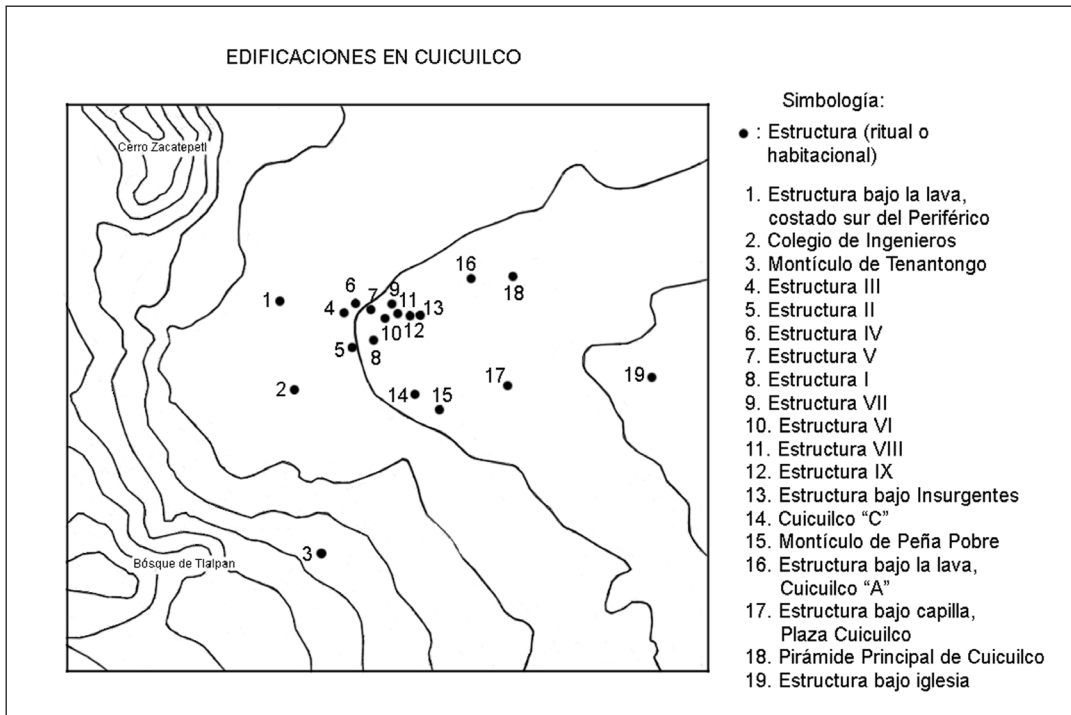 EDIFICACIONES EN CUICUILCO
Cerro Zacatepetl
1
2
3
4
5
6
7
8
9
10
11
12
13
14
15
16
17
18
19
Bósque de Tlalpan
Simbología:
● : Estructura (ritual o
habitacional)
1. Estructura bajo la lava,
costado sur del Periférico
2. Colegio de Ingenieros
3. Montículo de Tenantongo
4. Estructura III
5. Estructura II
6. Estructura IV
7. Estructura V
8. Estructura I
9. Estructura VII
10. Estructura VI
11. Estructura VIII
12. Estructura IX
13. Estructura bajo Insurgentes
14. Cuicuilco “C”
15. Montículo de Peña Pobre
16. Estructura bajo la lava,
Cuicuilco “A”
17. Estructura bajo capilla,
Plaza Cuicuilco
18. Pirámide Principal de Cuicuilco
19. Estructura bajo iglesia